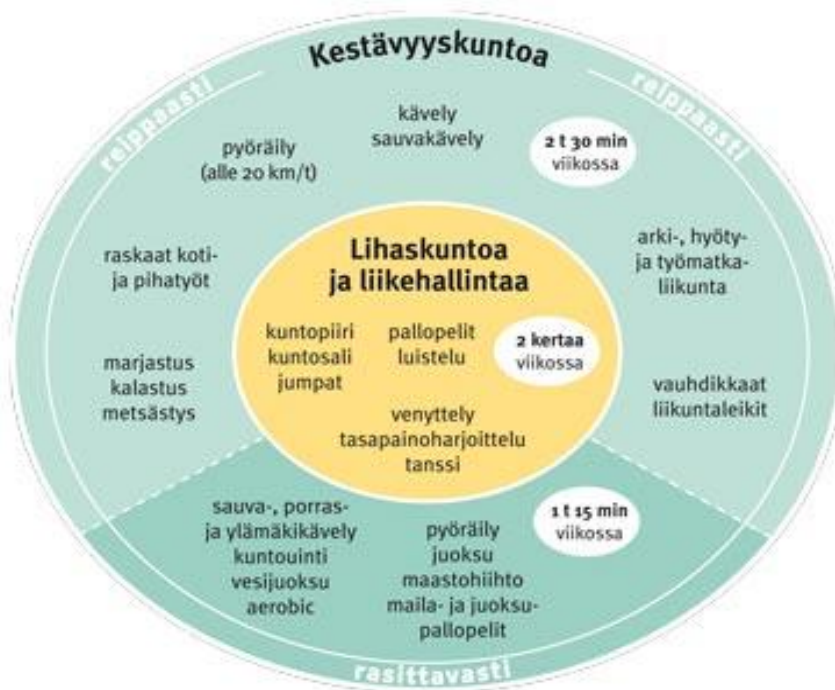 Kestävyyskuntoa
reippaasti
reippaasti
kävely
sauvakävely
2 t 30 min
viikossa
pyöräily
(alle 20 km/t)
raskaat koti-
ja pihatyöt
arki-, hyöty-
ja työmatka-
liikunta
marjastus
kalastus
metsästys
vauhdikkaat
liikuntaleikit
Lihaskuntoa
ja liikehallintaa
kuntopiiri
kuntosali
jumpat
pallopelit
luistelu
2 kertaa
viikossa
venyttely
tasapainoharjoittelu
tanssi
sauva-, porras-
ja ylämäkikävely
kuntouinti
vesijuoksu
aerobic
pyöräily
juoksu
maastohiihto
maila- ja juoksu-
pallopelit
1 t 15 min
viikossa
rasittavasti